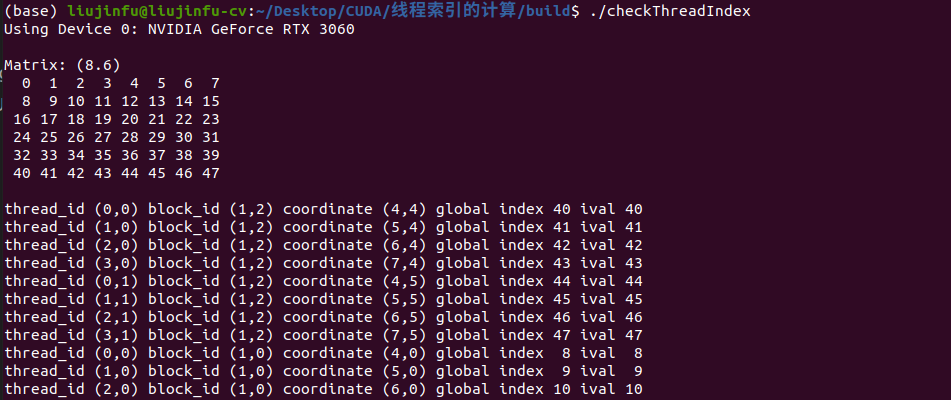 (base) liujinfu@liujinfu-cv:~/Desktop/CUDA/线程索引的计算/build$ ./checkThreadIndex
Using Device 0: NVIDIA GeForce RTX 3060

Matrix: (8.6)
  0  1  2  3  4  5  6  7
  8  9 10 11 12 13 14 15
 16 17 18 19 20 21 22 23
 24 25 26 27 28 29 30 31
 32 33 34 35 36 37 38 39
 40 41 42 43 44 45 46 47

thread_id (0,0) block_id (1,2) coordinate (4,4) global index 40 ival 40
thread_id (1,0) block_id (1,2) coordinate (5,4) global index 41 ival 41
thread_id (2,0) block_id (1,2) coordinate (6,4) global index 42 ival 42
thread_id (3,0) block_id (1,2) coordinate (7,4) global index 43 ival 43
thread_id (0,1) block_id (1,2) coordinate (4,5) global index 44 ival 44
thread_id (1,1) block_id (1,2) coordinate (5,5) global index 45 ival 45
thread_id (2,1) block_id (1,2) coordinate (6,5) global index 46 ival 46
thread_id (3,1) block_id (1,2) coordinate (7,5) global index 47 ival 47
thread_id (0,0) block_id (1,0) coordinate (4,0) global index  8 ival  8
thread_id (1,0) block_id (1,0) coordinate (5,0) global index  9 ival  9
thread_id (2,0) block_id (1,0) coordinate (6,0) global index 10 ival 10